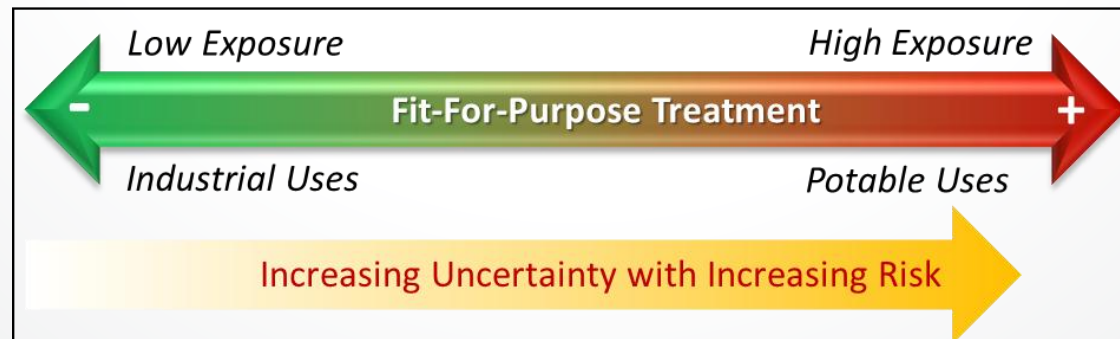 Low Exposure
High Exposure
-
Fit-For-Purpose Treatment
+
Industrial Uses
Potable Uses
Increasing Uncertainty with Increasing Risk